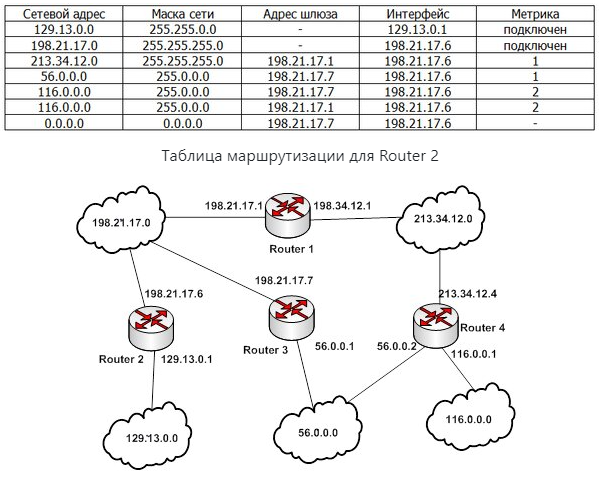 Сетевой адрес Маска сети Адрес шлюза Интерфейс Метрика
129.13.0.0 255.255.0.0 - 129.13.0.1 подключен
198.21.17.0 255.255.255.0 - 198.21.17.6 подключен
213.34.12.0 255.255.255.0 198.21.17.1 198.21.17.6 1
56.0.0.0 255.0.0.0 198.21.17.7 198.21.17.6 1
116.0.0.0 255.0.0.0 198.21.17.7 198.21.17.6 2
116.0.0.0 255.0.0.0 198.21.17.1 198.21.17.6 2
0.0.0.0 0.0.0.0 198.21.17.7 198.21.17.6 -
Таблица маршрутизации для Router 2
198.21.17.1 198.34.12.1
198.21.17.0 213.34.12.0
Router 1
198.21.17.7
198.21.17.6 213.34.12.4
Router 4
Router 2 129.13.0.1 Router 3 56.0.0.1 56.0.0.2 116.0.0.1
129.13.0.0 56.0.0.0 116.0.0.0